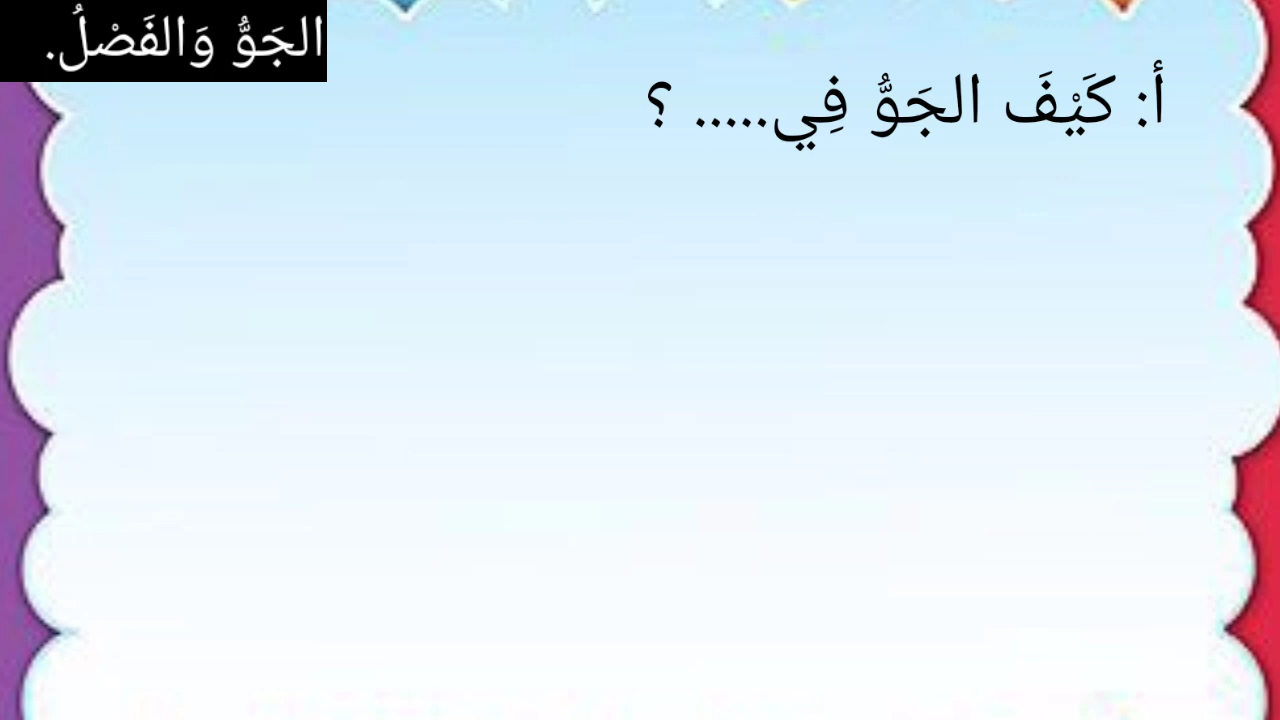 الجَوُّ وَالفَصْلُ.
أ: كَيْفَ الجَوُّ فِي..... ؟